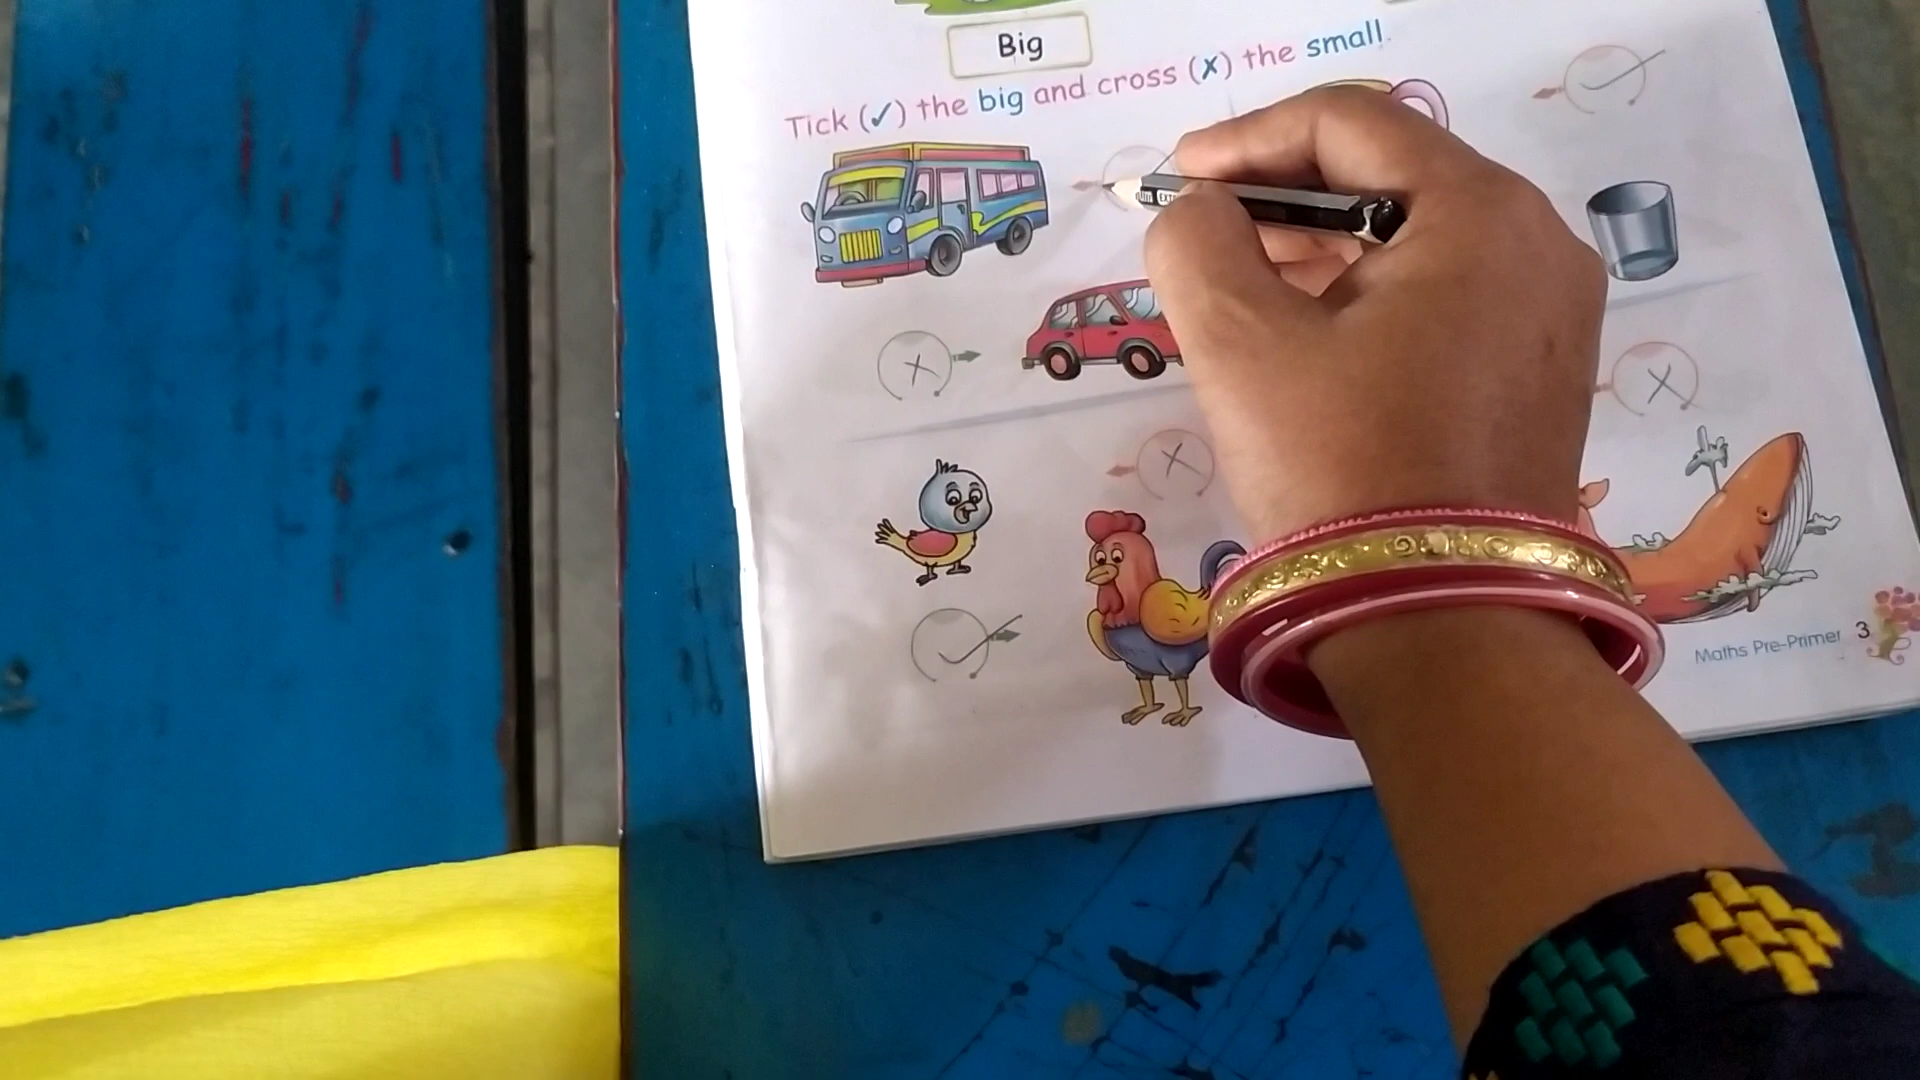 Big
Tick (✓) the big and cross (✗) the small.
Maths Pre-Primer 3